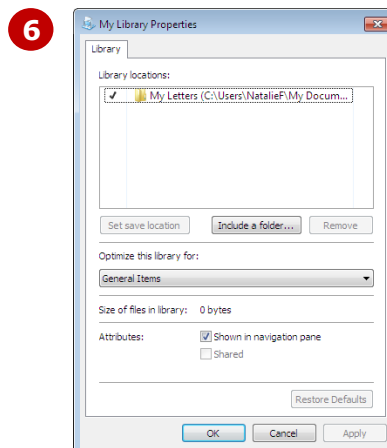 6
My Library Properties
Library
Library locations:
My Letters (C:\Users\NatalieF\My Docum...
Set save location Include a folder... Remove
Optimize this library for:
General Items
Size of files in library: 0 bytes
Attributes: Shown in navigation pane
Shared
Restore Defaults
OK Cancel Apply